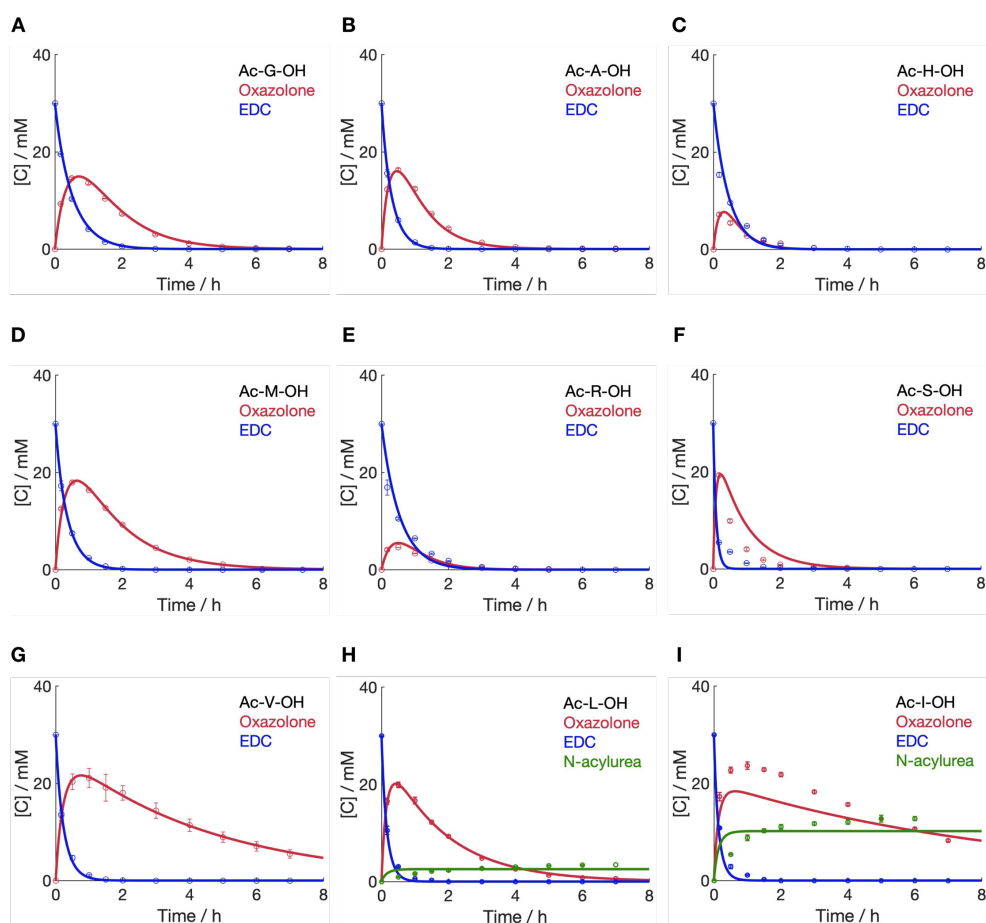 A
B
C
40
20
0
[C] / mM
Ac-G-OH
Oxazolone
EDC
0 2 4 6 8
Time / h
40
20
0
[C] / mM
Ac-A-OH
Oxazolone
EDC
0 2 4 6 8
Time / h
40
20
0
[C] / mM
Ac-H-OH
Oxazolone
EDC
0 2 4 6 8
Time / h
D
E
F
40
20
0
[C] / mM
Ac-M-OH
Oxazolone
EDC
0 2 4 6 8
Time / h
40
20
0
[C] / mM
Ac-R-OH
Oxazolone
EDC
0 2 4 6 8
Time / h
40
20
0
[C] / mM
Ac-S-OH
Oxazolone
EDC
0 2 4 6 8
Time / h
G
H
I
40
20
0
[C] / mM
Ac-V-OH
Oxazolone
EDC
0 2 4 6 8
Time / h
40
20
0
[C] / mM
Ac-L-OH
Oxazolone
EDC
N-acylurea
0 2 4 6 8
Time / h
40
20
0
[C] / mM
Ac-I-OH
Oxazolone
EDC
N-acylurea
0 2 4 6 8
Time / h